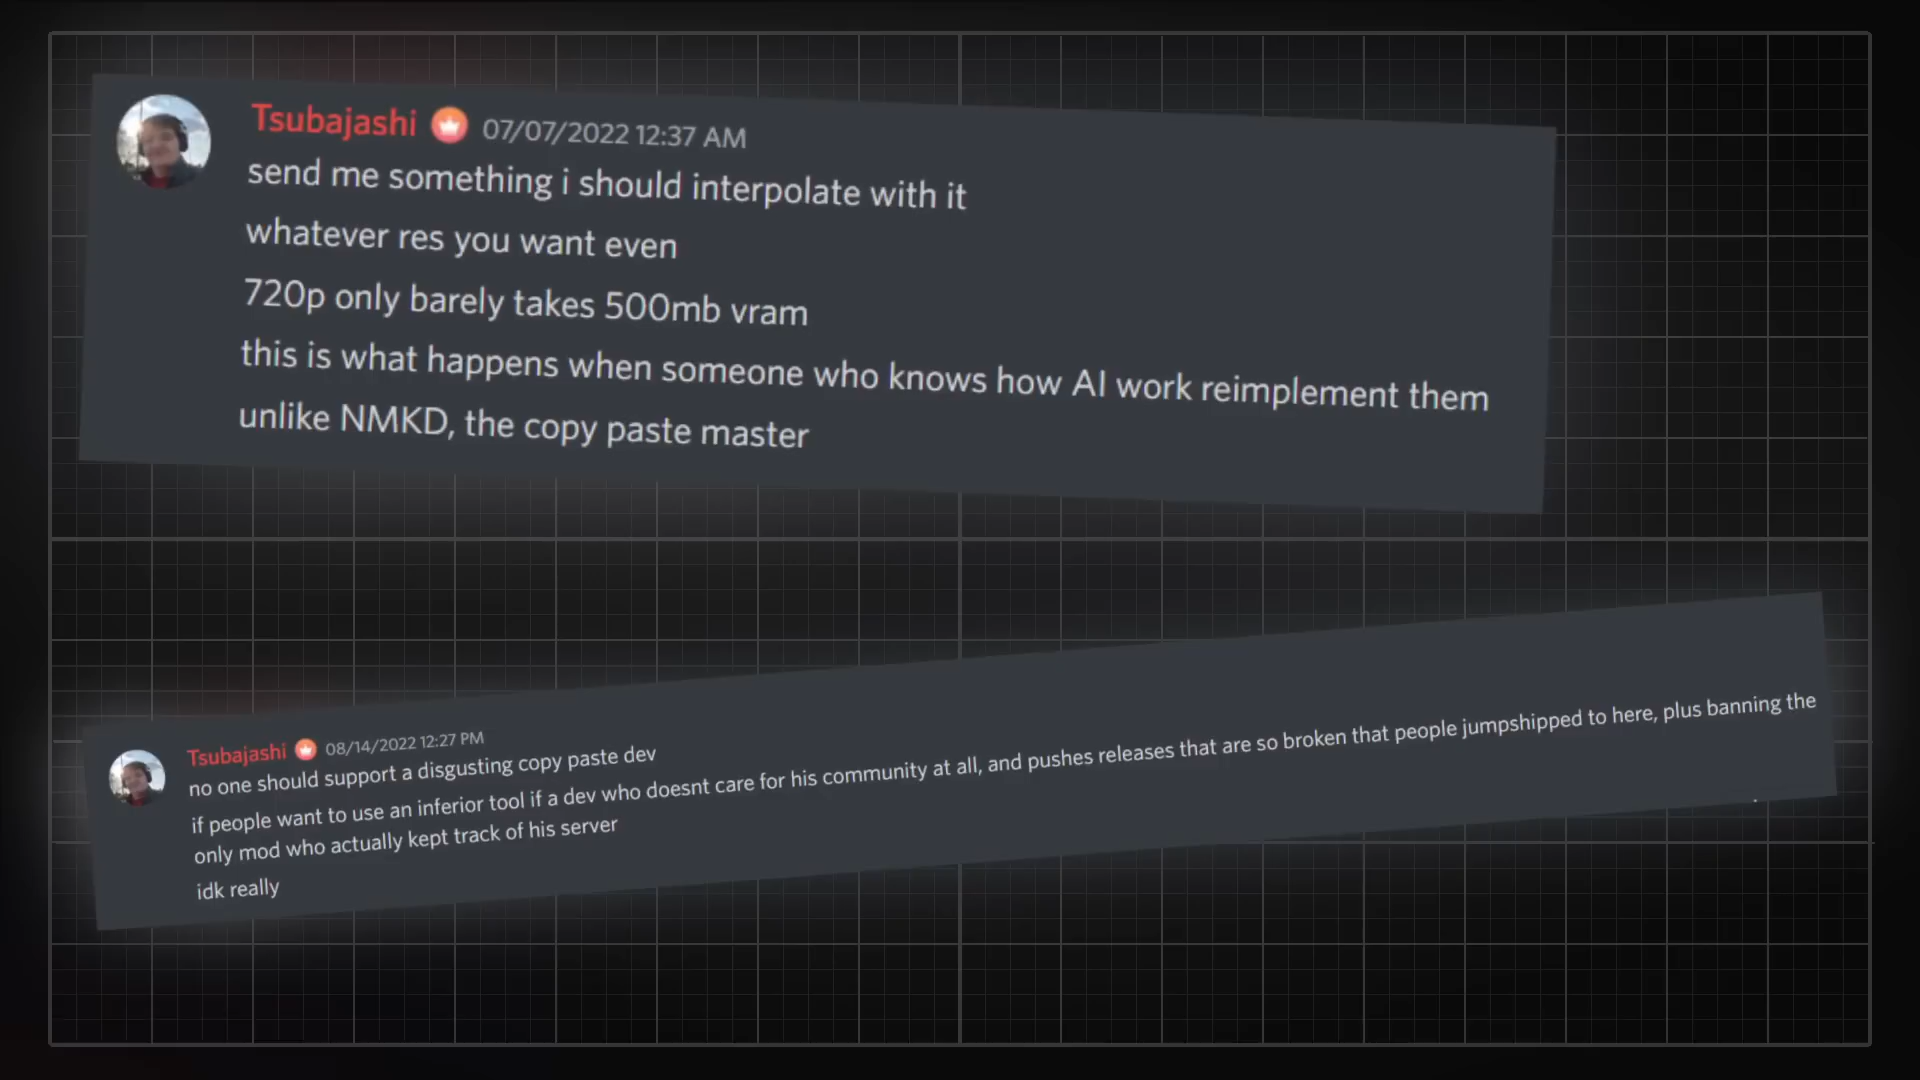 Tsubajashi 07/07/2022 12:37 AM
send me something i should interpolate with it
whatever res you want even
720p only barely takes 500mb vram
this is what happens when someone who knows how AI work reimplement them
unlike NMKD, the copy paste master
Tsubajashi 08/14/2022 12:27 PM
no one should support a disgusting copy paste dev
if people want to use an inferior tool if a dev who doesnt care for his community at all, and pushes releases that are so broken that people jumpshipped to here, plus banning the
only mod who actually kept track of his server
idk really